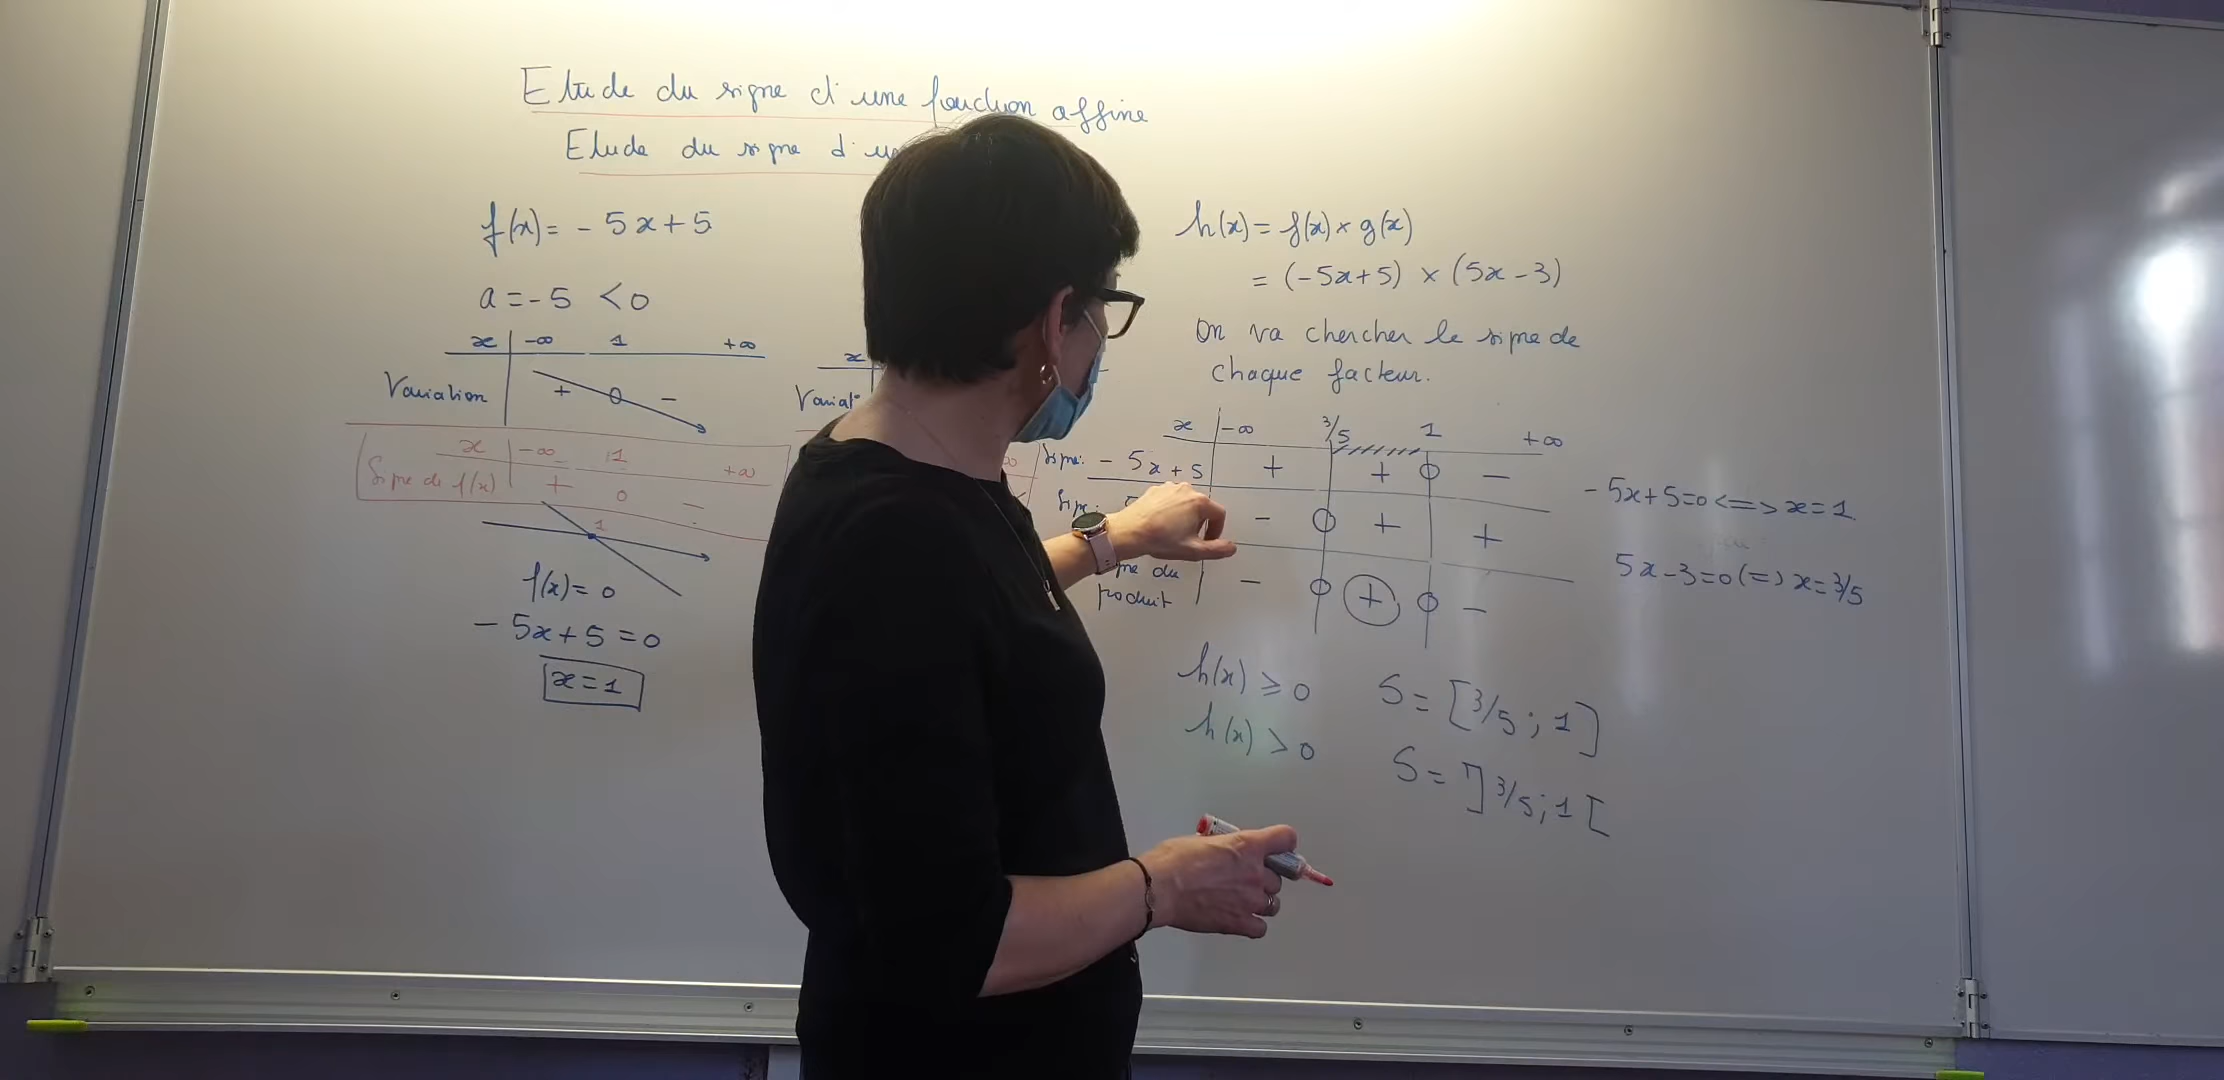 Etude du signe d'une fonction affine
Etude du signe d'un
f(x) = - 5x + 5
a = - 5 < 0
x -∞ 1 +∞
Variation + 0 -
x -∞ 1 +∞
Signe de f(x) + 0 -
1
f(x) = 0
- 5x + 5 = 0
x = 1
x
Variat°
∞
h(x) = f(x) × g(x)
= (-5x+5) × (5x - 3)
On va chercher le signe de
chaque facteur.
x -∞ 3/5 1 +∞
Signe: - 5x + 5 + + 0 -
Signe: - 0 + +
gne du produit - 0 + 0 -
- 5x + 5 = 0 <=> x = 1
5x - 3 = 0 (=) x = 3/5
h(x) ≥ 0 S = [3/5 ; 1]
h(x) > 0 S = ]3/5 ; 1[